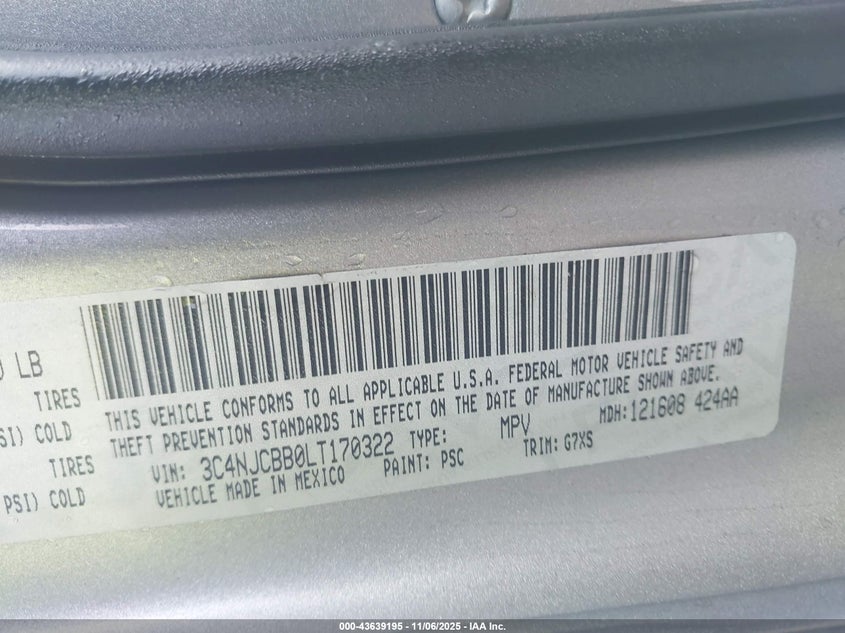 ) LB
TIRES
SI) COLD
TIRES
PSI) COLD
THIS VEHICLE CONFORMS TO ALL APPLICABLE U.S.A. FEDERAL MOTOR VEHICLE SAFETY AND
THEFT PREVENTION STANDARDS IN EFFECT ON THE DATE OF MANUFACTURE SHOWN ABOVE.
VIN: 3C4NJCBB0LT170322 TYPE: MPV MDH:121608 424AA
VEHICLE MADE IN MEXICO PAINT: PSC TRIM: G7XS
000-43639195 - 11/06/2025 - IAA Inc.